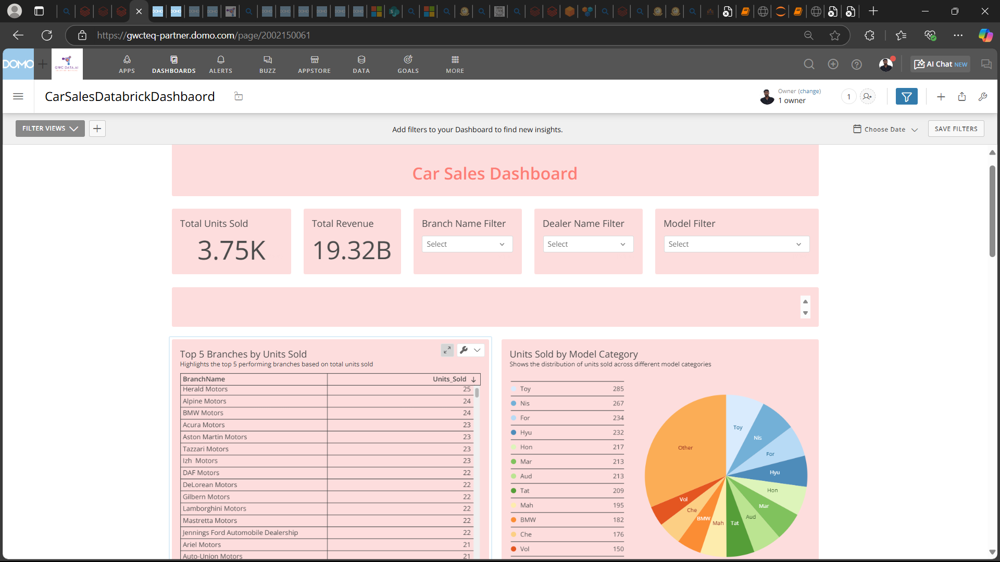 https://gwcteq-partner.domo.com/page/2002150061
DOMO
GWC DATA.AI
APPS
DASHBOARDS
ALERTS
BUZZ
APPSTORE
DATA
GOALS
MORE
AI Chat NEW
CarSalesDatabrickDashbaord
Owner (change)
1 owner
1
FILTER VIEWS
Add filters to your Dashboard to find new insights.
Choose Date
SAVE FILTERS
Car Sales Dashboard
Total Units Sold
3.75K
Total Revenue
19.32B
Branch Name Filter
Select
Dealer Name Filter
Select
Model Filter
Select
Top 5 Branches by Units Sold
Highlights the top 5 performing branches based on total units sold
BranchName Units_Sold
Herald Motors 25
Alpine Motors 24
BMW Motors 24
Acura Motors 23
Aston Martin Motors 23
Tazzari Motors 23
Izh Motors 23
DAF Motors 22
DeLorean Motors 22
Gilbern Motors 22
Lamborghini Motors 22
Mastretta Motors 22
Jennings Ford Automobile Dealership 22
Ariel Motors 21
Auto-Union Motors 21
Units Sold by Model Category
Shows the distribution of units sold across different model categories
Toy 285
Nis 267
For 234
Hyu 232
Hon 217
Mar 213
Aud 213
Tat 209
Mah 195
BMW 182
Che 176
Vol 150
Toy
Nis
For
Hyu
Hon
Mar
Aud
Tat
Mah
BMW
Che
Vol
Other